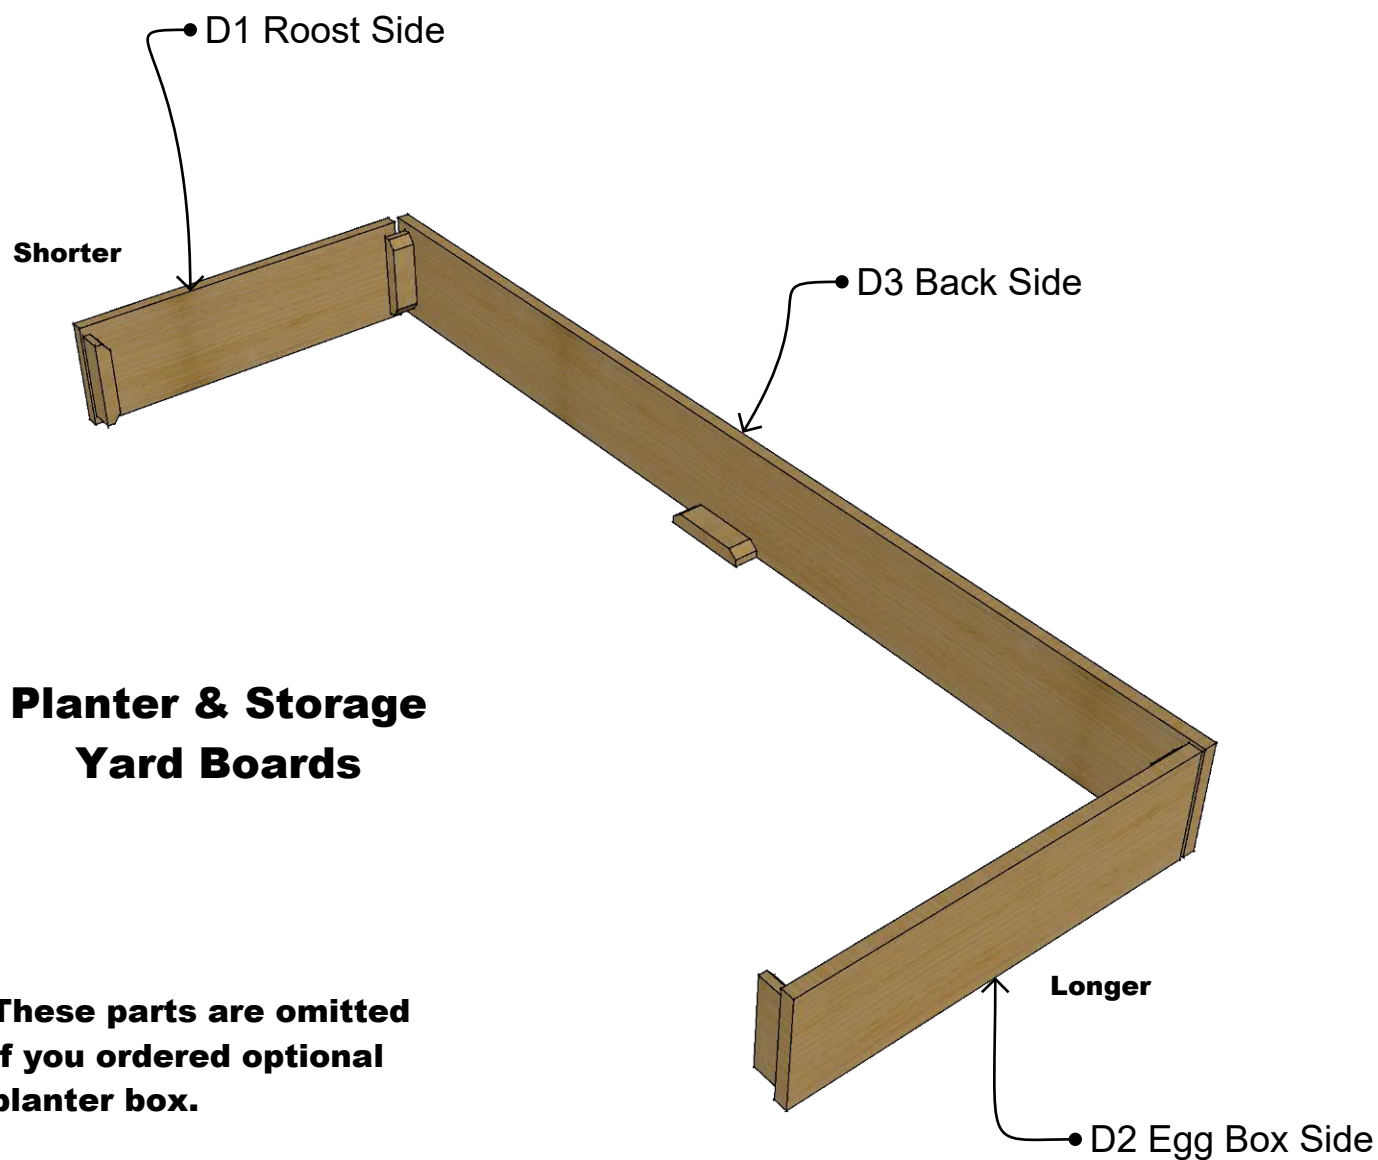 D1 Roost Side
Shorter
D3 Back Side
Planter & Storage
Yard Boards
These parts are omitted
if you ordered optional
planter box.
Longer
D2 Egg Box Side